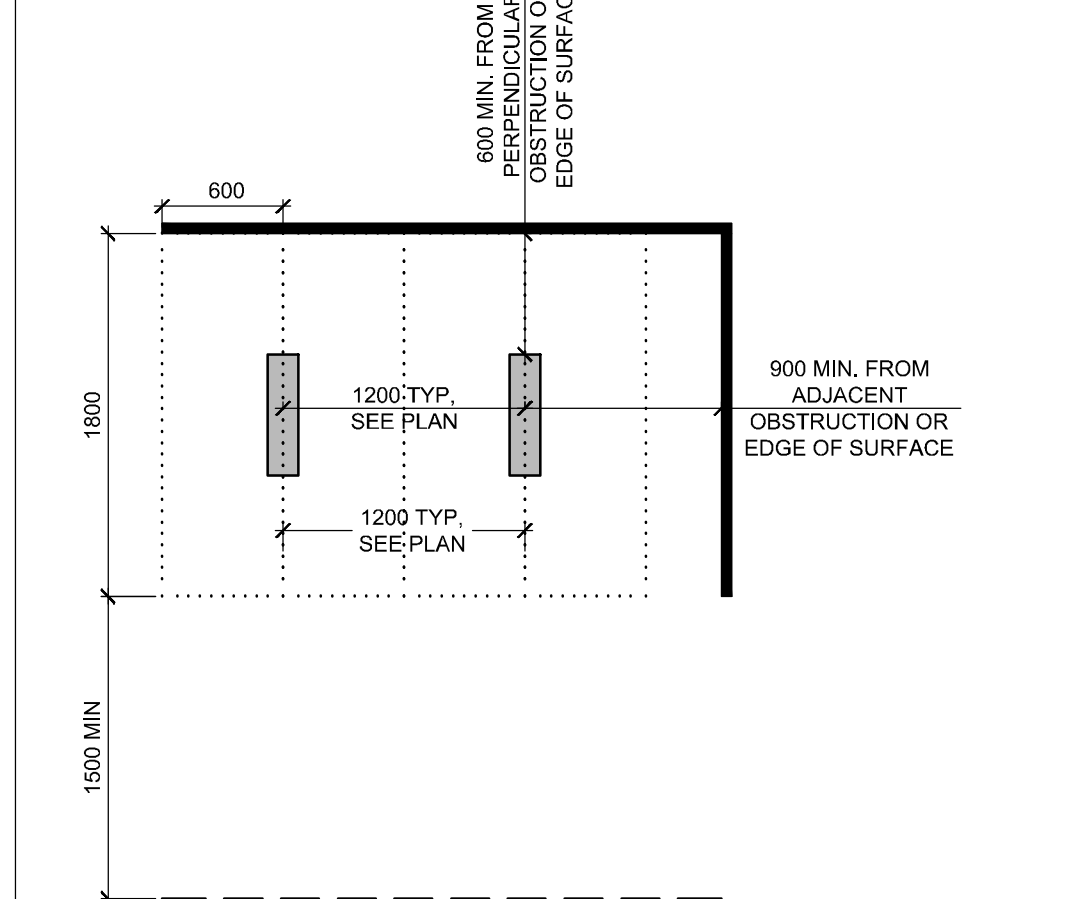 600 MIN. FROM
PERPENDICULAR
OBSTRUCTION
EDGE OF
600
1800
1200 TYP,
SEE PLAN
900 MIN. FROM
ADJACENT
OBSTRUCTION OR
EDGE OF SURFACE
1200 TYP,
SEE PLAN
1500 MIN